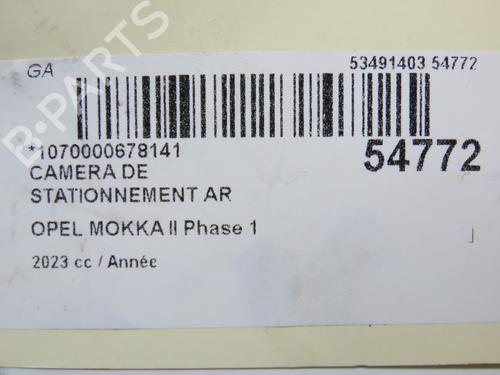 GA
53491403 54772
*1070000678141
54772
CAMERA DE
STATIONNEMENT AR
OPEL MOKKA II Phase 1
2023 cc / Année
B-PARTS